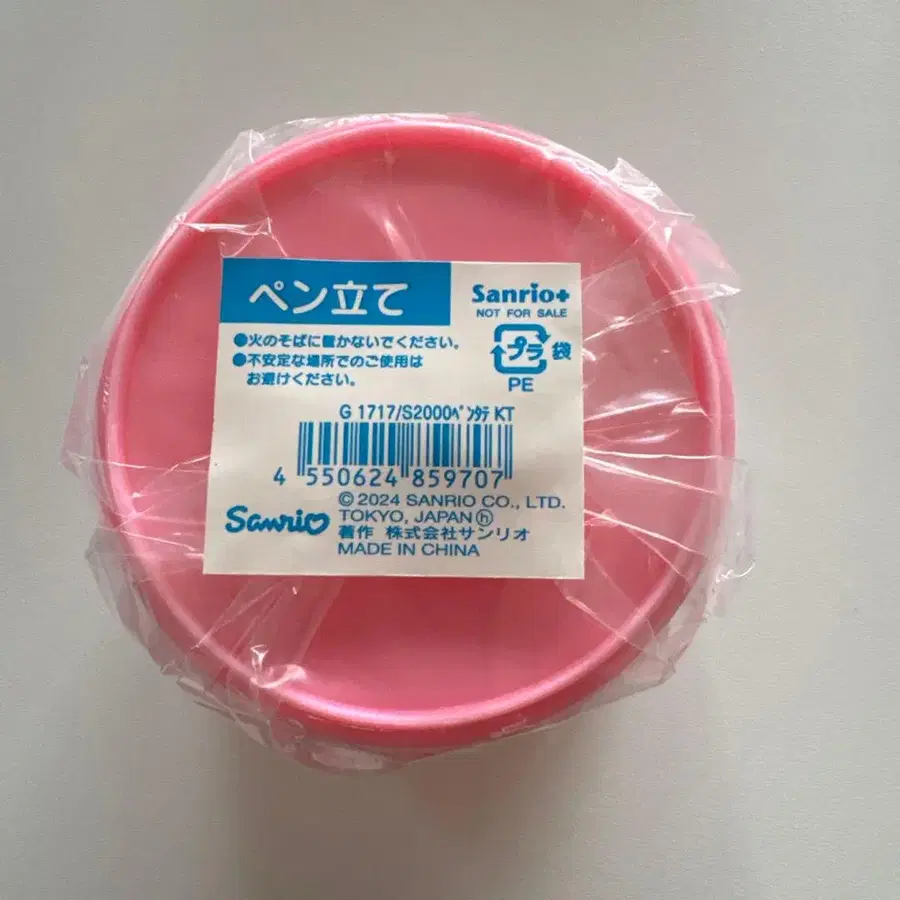 ペン立て
Sanrio+
NOT FOR SALE
●火のそばに置かないでください。
●不安定な場所でのご使用は
お避けください。
プラ 袋
PE
G 1717/S2000ペンタテ KT
4 550624 859707
Sanrio
© 2024 SANRIO CO., LTD.
TOKYO, JAPAN ⓗ
著作 株式会社サンリオ
MADE IN CHINA